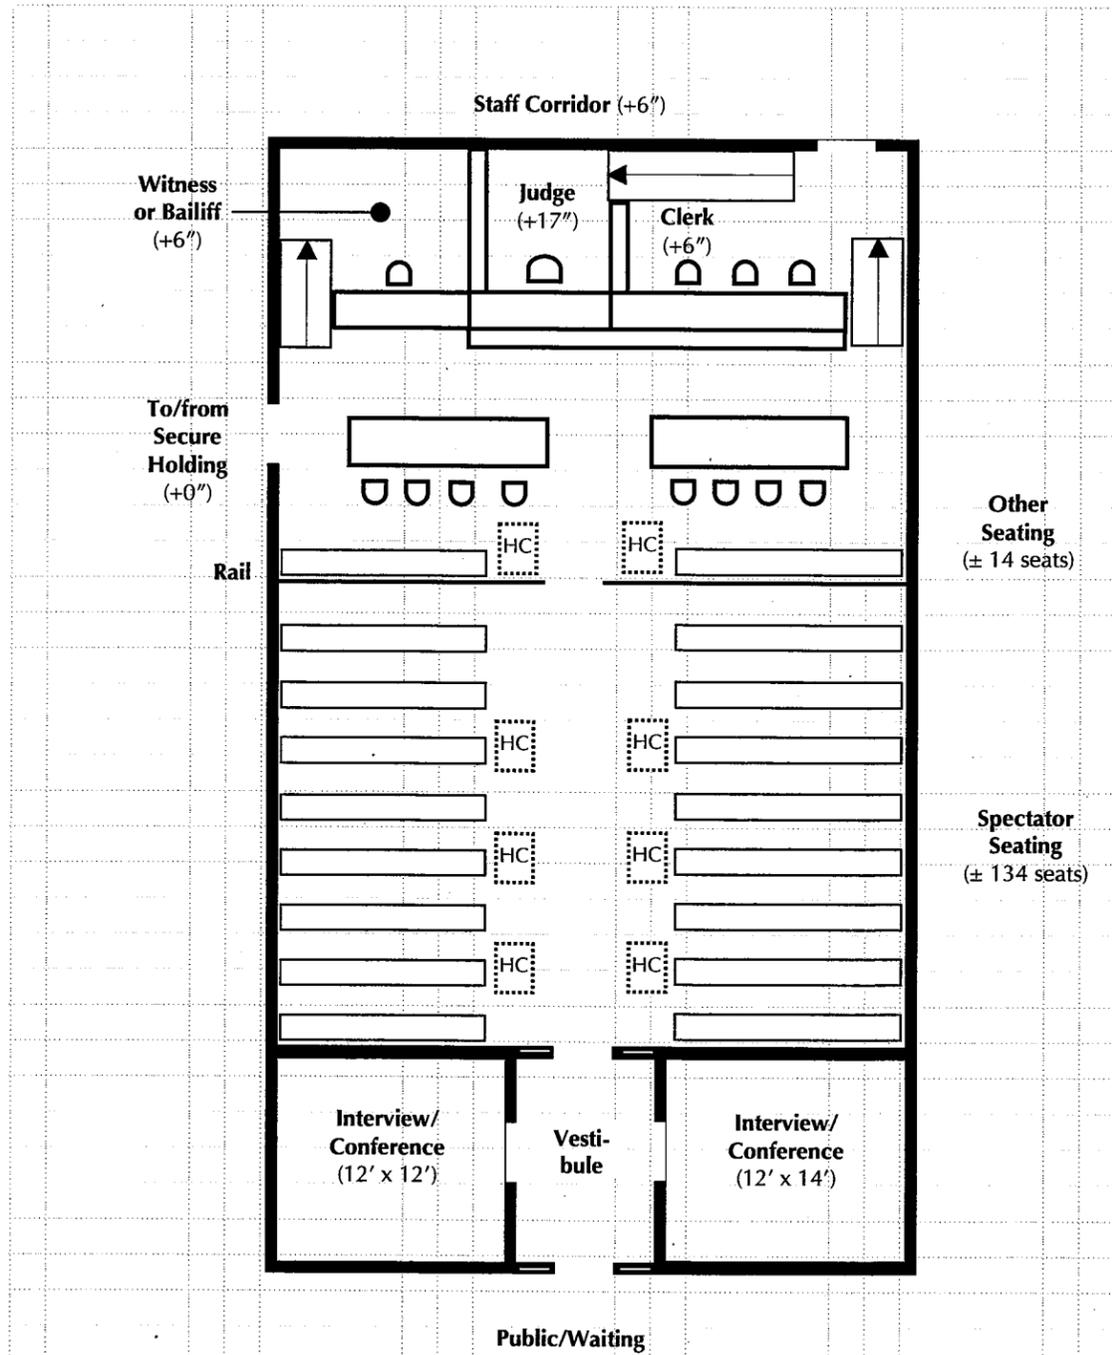 Staff Corridor (+6″)
Witness
or Bailiff
(+6″)
Judge
(+17″)
Clerk
(+6″)
To/from
Secure
Holding
(+0″)
Other
Seating
(± 14 seats)
HC
HC
Rail
HC
HC
Spectator
Seating
(± 134 seats)
HC
HC
HC
HC
Interview/
Conference
(12′ x 12′)
Vesti-
bule
Interview/
Conference
(12′ x 14′)
Public/Waiting